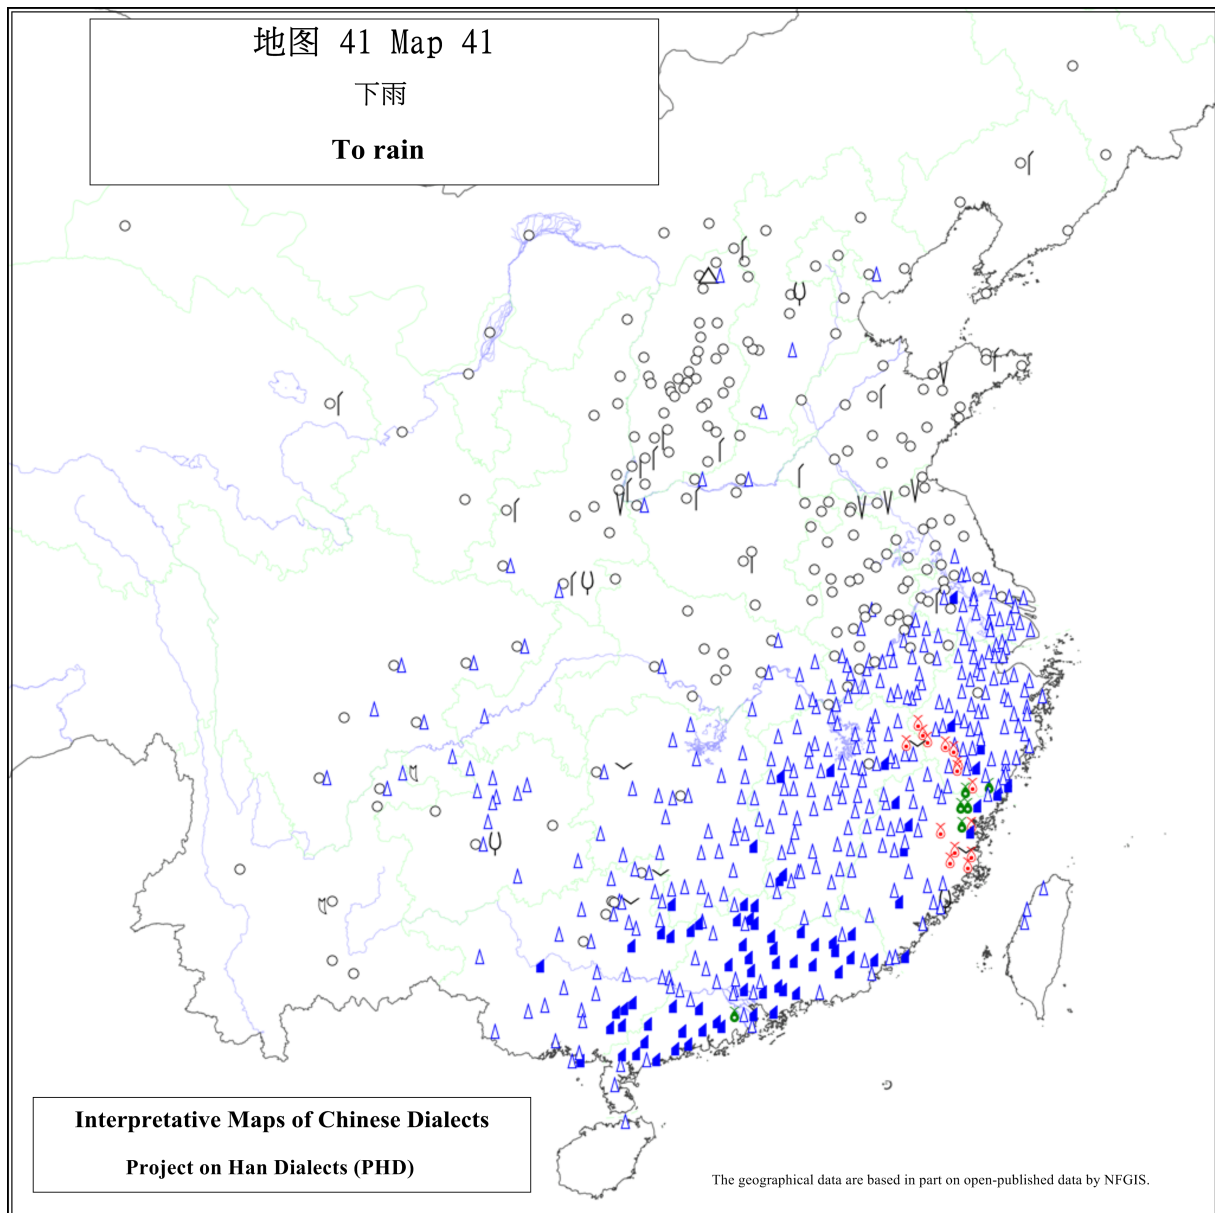 地图 41 Map 41
下雨
To rain
Interpretative Maps of Chinese Dialects
Project on Han Dialects (PHD)
The geographical data are based in part on open-published data by NFGIS.